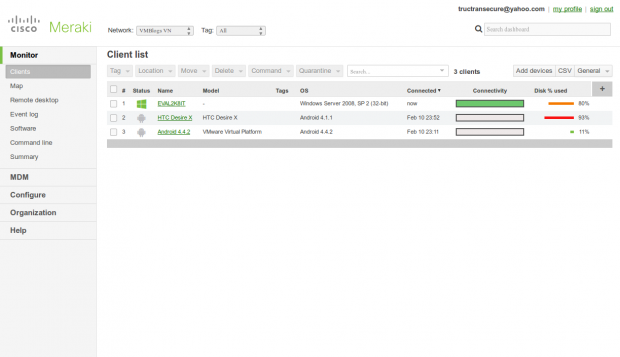 tructransecure@yahoo.com | my profile | sign out
CISCO Meraki
Network: VMBlogs VN Tag: All Search dashboard
Monitor
Clients
Map
Remote desktop
Event log
Software
Command line
Summary
MDM
Configure
Organization
Help
Client list
Tag Location Move Delete Command Quarantine Search... 3 clients Add devices CSV General
# Status Name Model Tags OS Connected Connectivity Disk % used +
1 - Windows Server 2008, SP 2 (32-bit) now 80%
2 HTC Desire X HTC Desire X Android 4.1.1 Feb 10 23:52 93%
3 Android 4.4.2 VMware Virtual Platform Android 4.4.2 Feb 10 23:11 11%